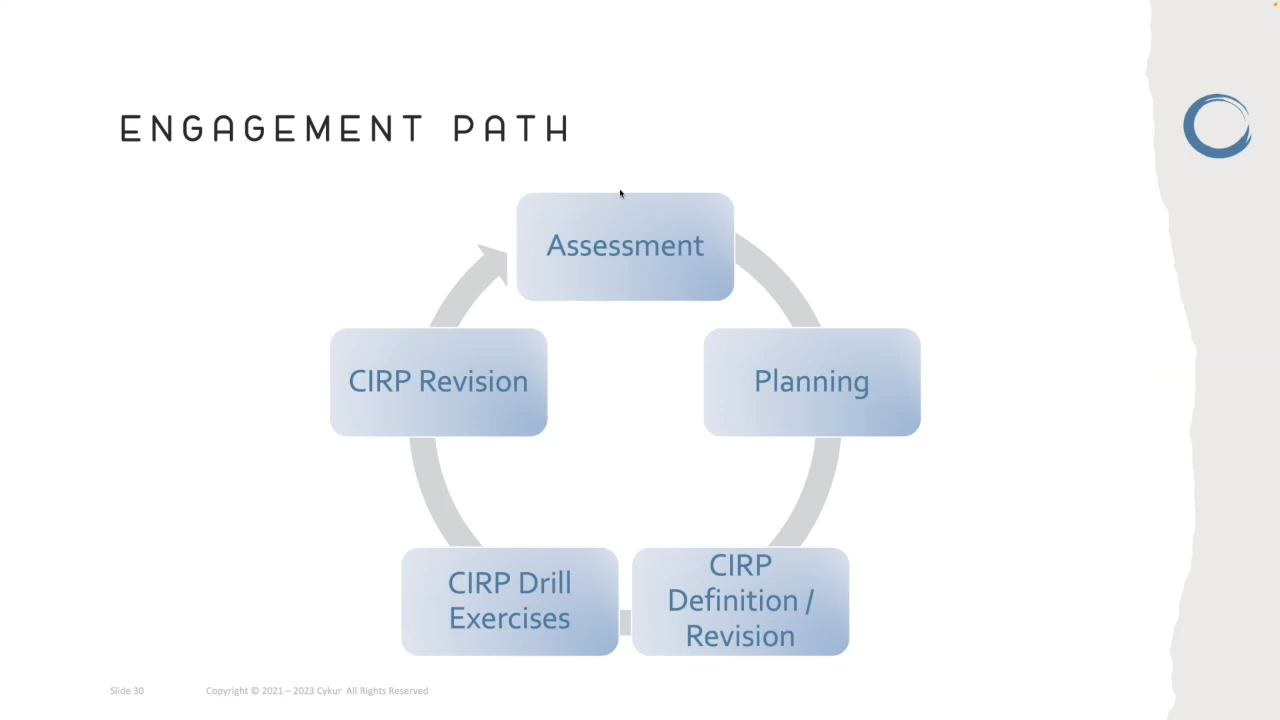 ENGAGEMENT PATH
Assessment
Planning
CIRP
Definition /
Revision
CIRP Drill
Exercises
CIRP Revision
Slide 30
Copyright © 2021 – 2023 Cykur All Rights Reserved